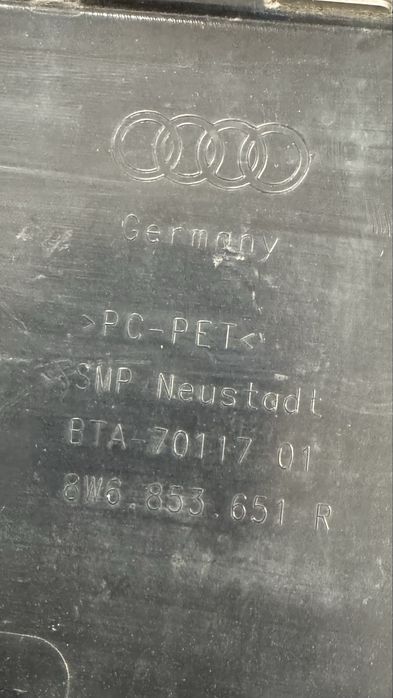 Germany
>PC-PET<
SMP Neustadt
BTA-70117 01
8W6.853.651 R